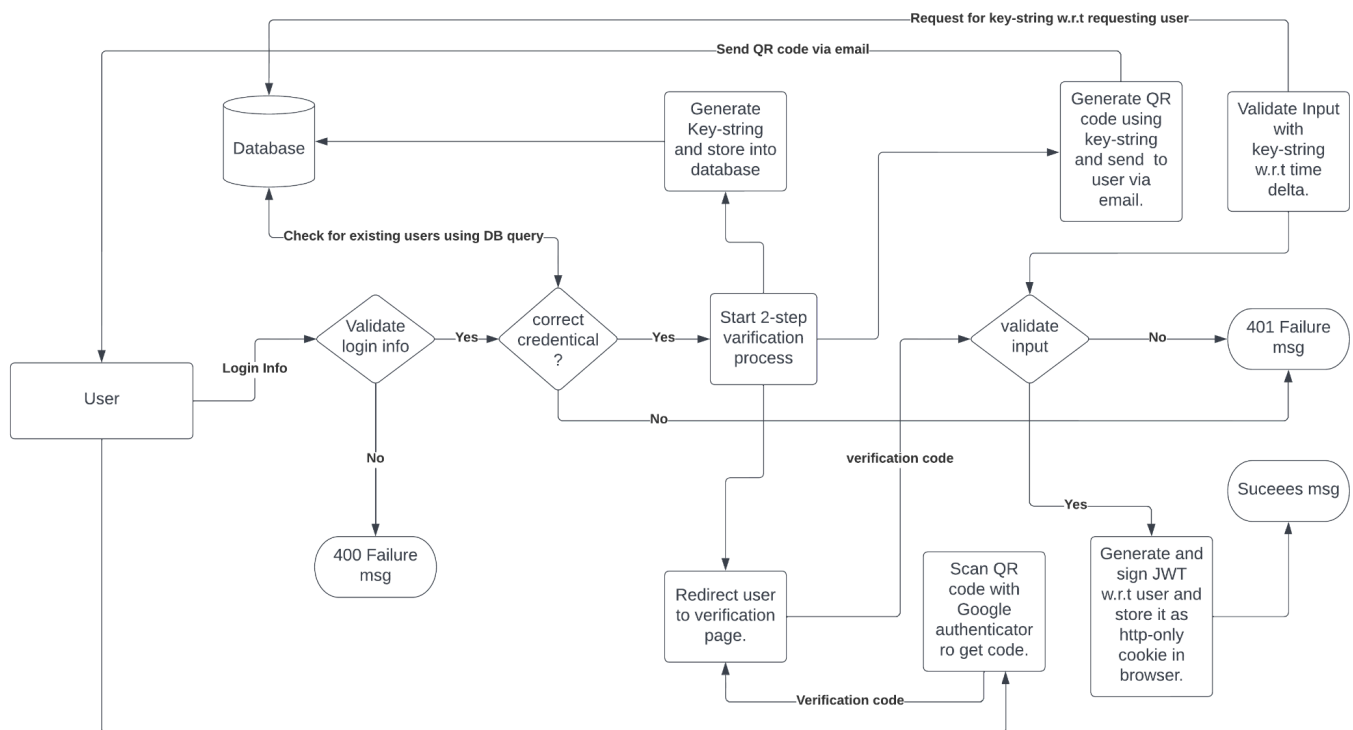 Request for key-string w.r.t requesting user
Send QR code via email
Generate
Key-string
and store into
database
Generate QR
code using
key-string
and send  to
user via
email.
Validate Input
with
key-string
w.r.t time
delta.
Database
Check for existing users using DB query
Validate
login info
Yes
correct
credentical
?
Yes
Start 2-step
varification
process
validate
input
No
401 Failure
msg
Login Info
User
No
No
verification code
Suceees msg
Yes
400 Failure
msg
Redirect user
to verification
page.
Scan QR
code with
Google
authenticator
ro get code.
Generate and
sign JWT
w.r.t user and
store it as
http-only
cookie in
browser.
Verification code